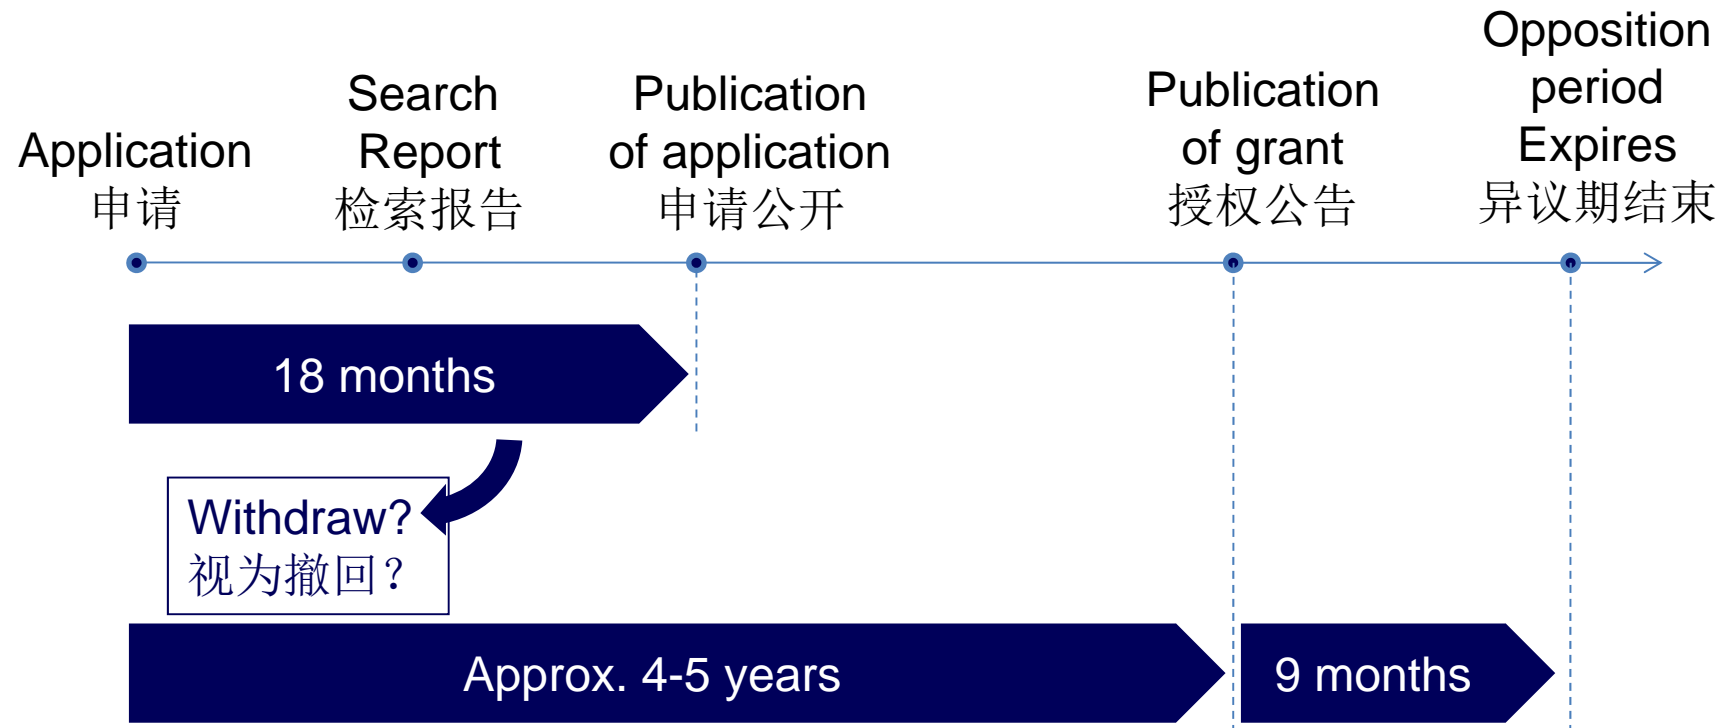 Application
申请
Search
Report
检索报告
Publication
of application
申请公开
Publication
of grant
授权公告
Opposition
period
Expires
异议期结束
18 months
Withdraw?
视为撤回？
Approx. 4-5 years
9 months